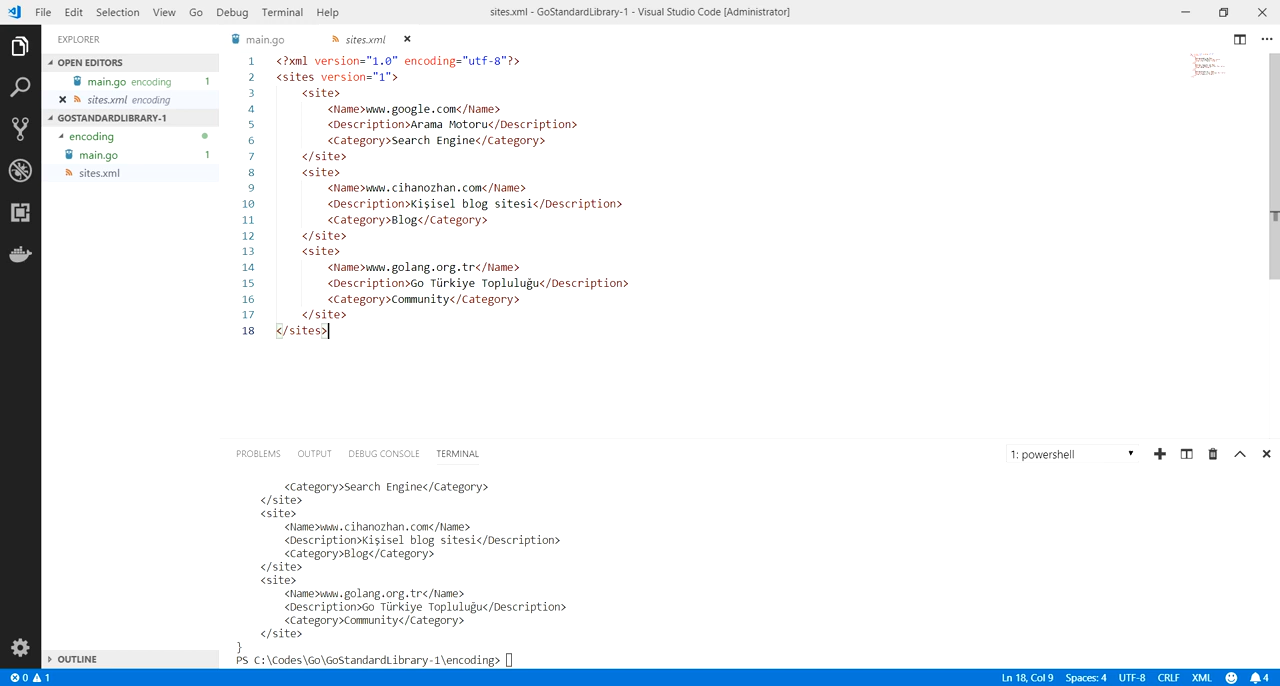 File Edit Selection View Go Debug Terminal Help sites.xml - GoStandardLibrary-1 - Visual Studio Code [Administrator]
EXPLORER
OPEN EDITORS
main.go encoding 1
sites.xml encoding
GOSTANDARDLIBRARY-1
encoding
main.go 1
sites.xml
OUTLINE
main.go sites.xml
1 <?xml version="1.0" encoding="utf-8"?>
2 <sites version="1">
3 <site>
4 <Name>www.google.com</Name>
5 <Description>Arama Motoru</Description>
6 <Category>Search Engine</Category>
7 </site>
8 <site>
9 <Name>www.cihanozhan.com</Name>
10 <Description>Kişisel blog sitesi</Description>
11 <Category>Blog</Category>
12 </site>
13 <site>
14 <Name>www.golang.org.tr</Name>
15 <Description>Go Türkiye Topluluğu</Description>
16 <Category>Community</Category>
17 </site>
18 </sites>
PROBLEMS OUTPUT DEBUG CONSOLE TERMINAL 1: powershell
<Category>Search Engine</Category>
</site>
<site>
<Name>www.cihanozhan.com</Name>
<Description>Kişisel blog sitesi</Description>
<Category>Blog</Category>
</site>
<site>
<Name>www.golang.org.tr</Name>
<Description>Go Türkiye Topluluğu</Description>
<Category>Community</Category>
</site>
}
PS C:\Codes\Go\GoStandardLibrary-1\encoding>
0 1 Ln 18, Col 9 Spaces: 4 UTF-8 CRLF XML 4